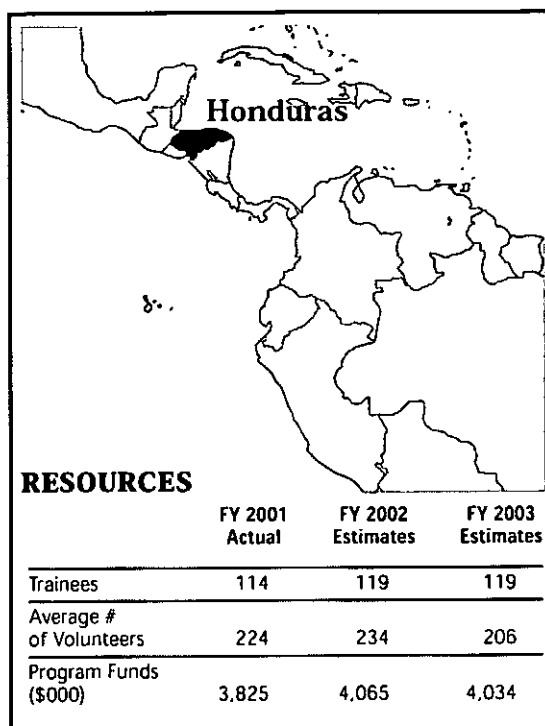 Honduras
RESOURCES
FY 2001 FY 2002 FY 2003
Actual Estimates Estimates
Trainees 114 119 119
Average #
of Volunteers 224 234 206
Program Funds
($000) 3,825 4,065 4,034